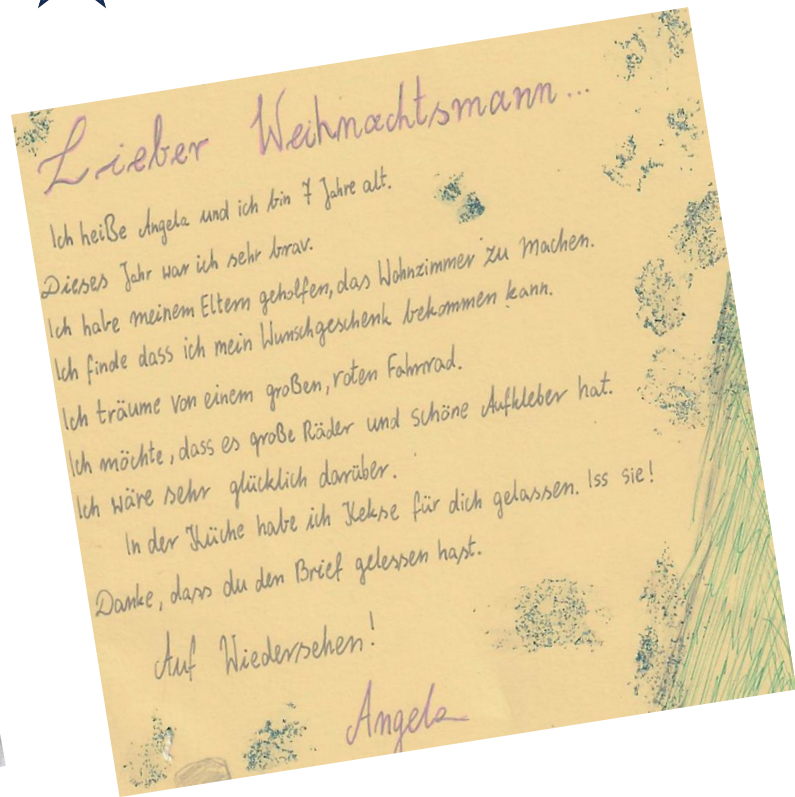 Lieber Weihnachtsmann...
Ich heiße Angela und ich bin 7 Jahre alt.
Dieses Jahr war ich sehr brav.
Ich habe meinem Eltern geholfen, das Wohnzimmer zu machen.
Ich finde dass ich mein Wunschgeschenk bekommen kann.
Ich träume von einem großen, roten Fahrrad.
Ich möchte, dass es große Räder und schöne Aufkleber hat.
Ich wäre sehr glücklich darüber.
In der Küche habe ich Kekse für dich gelassen. Iss sie!
Danke, dass du den Brief gelessen hast.
Auf Wiedersehen!
Angela